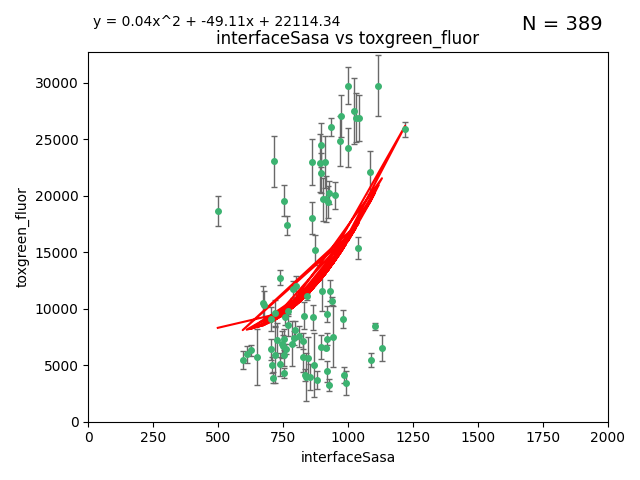 y = 0.04x^2 + -49.11x + 22114.34
N = 389
interfaceSasa vs toxgreen_fluor
toxgreen_fluor
30000
25000
20000
15000
10000
5000
0
0 250 500 750 1000 1250 1500 1750 2000
interfaceSasa